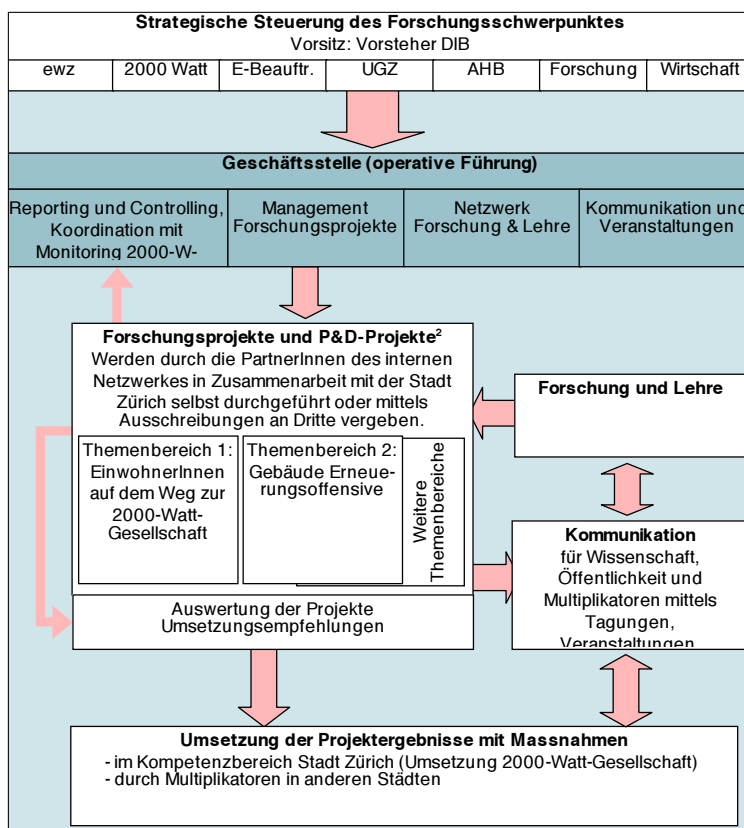 Strategische Steuerung des Forschungsschwerpunktes
Vorsitz: Vorsteher DIB
ewz
2000 Watt
E-Beauftr.
UGZ
AHB
Forschung
Wirtschaft
Geschäftsstelle (operative Führung)
Reporting und Controlling,
Koordination mit
Monitoring 2000-W-
Management
Forschungsprojekte
Netzwerk
Forschung & Lehre
Kommunikation und
Veranstaltungen
Forschungsprojekte und P&D-Projekte²
Werden durch die PartnerInnen des internen
Netzwerkes in Zusammenarbeit mit der Stadt
Zürich selbst durchgeführt oder mittels
Ausschreibungen an Dritte vergeben.
Themenbereich 1:
EinwohnerInnen
auf dem Weg zur
2000-Watt-
Gesellschaft
Themenbereich 2:
Gebäude Erneue-
rungsoffensive
Weitere
Themenbereiche
Auswertung der Projekte
Umsetzungsempfehlungen
Forschung und Lehre
Kommunikation
für Wissenschaft,
Öffentlichkeit und
Multiplikatoren mittels
Tagungen,
Veranstaltungen
Umsetzung der Projektergebnisse mit Massnahmen
- im Kompetenzbereich Stadt Zürich (Umsetzung 2000-Watt-Gesellschaft)
- durch Multiplikatoren in anderen Städten